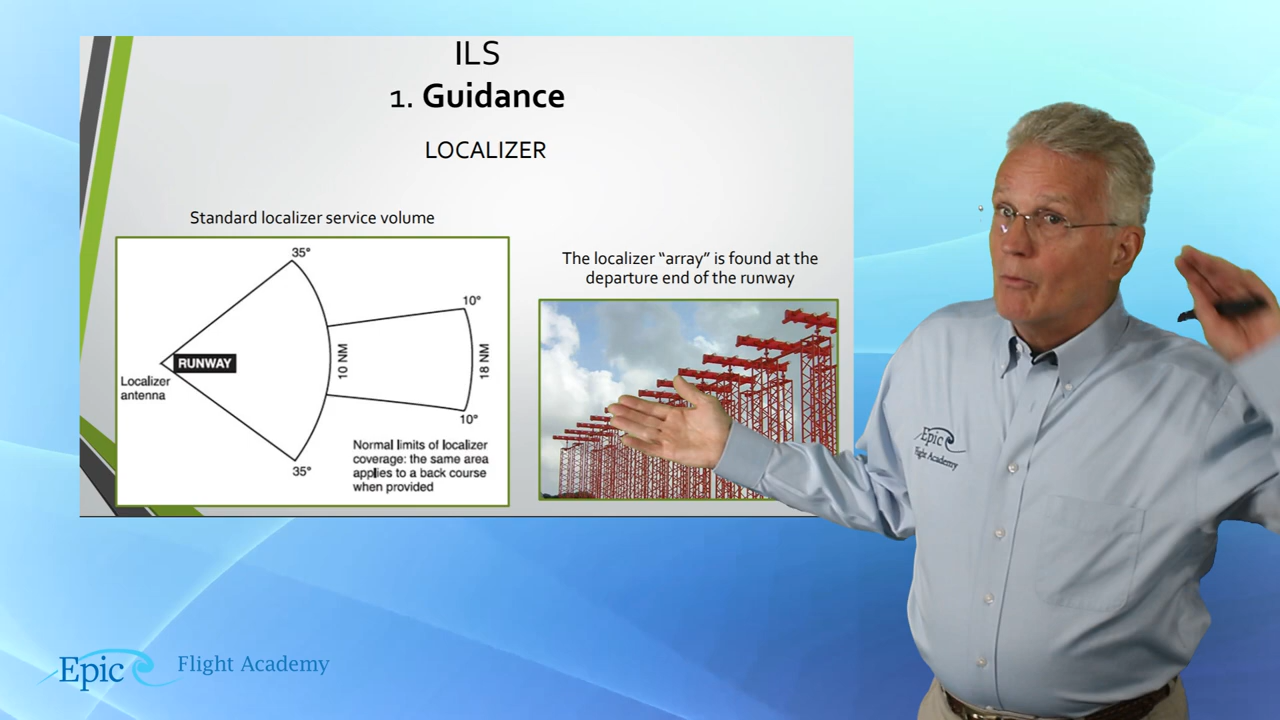 ILS
1. Guidance
LOCALIZER
Standard localizer service volume
35°
10°
RUNWAY
10 NM
18 NM
Localizer
antenna
10°
35°
Normal limits of localizer
coverage: the same area
applies to a back course
when provided
The localizer “array” is found at the
departure end of the runway
Epic
Flight Academy
Epic
Flight Academy